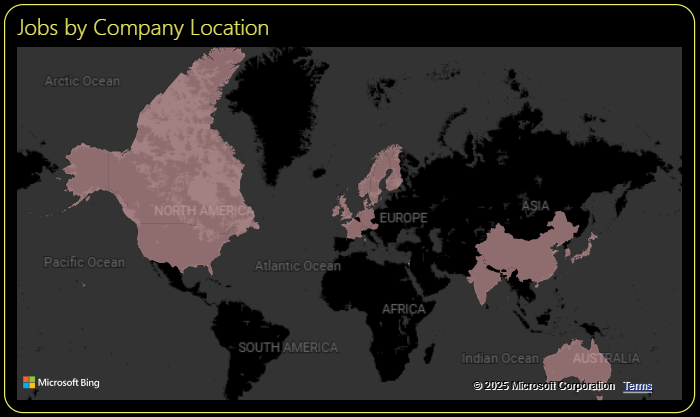 Jobs by Company Location
Arctic Ocean
NORTH AMERICA
EUROPE
ASIA
Pacific Ocean
Atlantic Ocean
AFRICA
SOUTH AMERICA
Indian Ocean
AUSTRALIA
Microsoft Bing
© 2025 Microsoft Corporation Terms